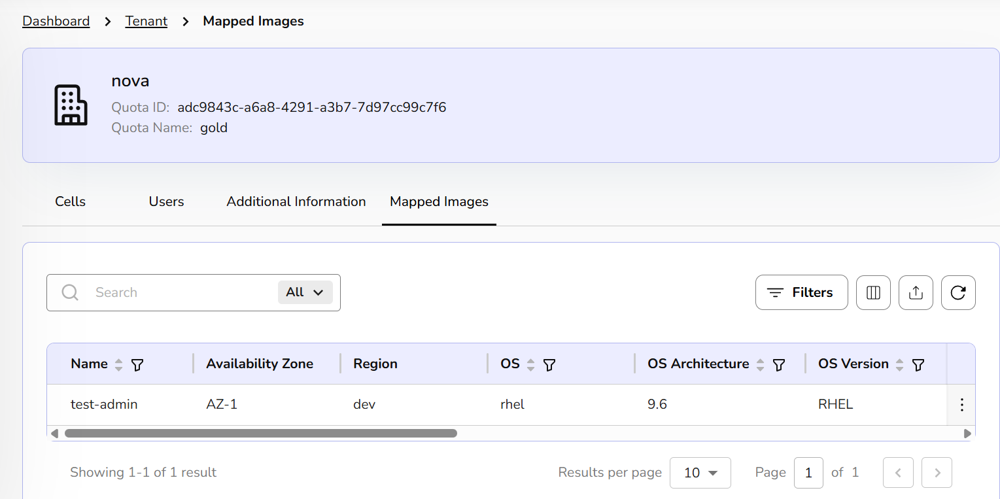 Dashboard > Tenant > Mapped Images
nova
Quota ID: adc9843c-a6a8-4291-a3b7-7d97cc99c7f6
Quota Name: gold
Cells Users Additional Information Mapped Images
Search All Filters
Name Availability Zone Region OS OS Architecture OS Version
test-admin AZ-1 dev rhel 9.6 RHEL
Showing 1-1 of 1 result Results per page 10 Page 1 of 1